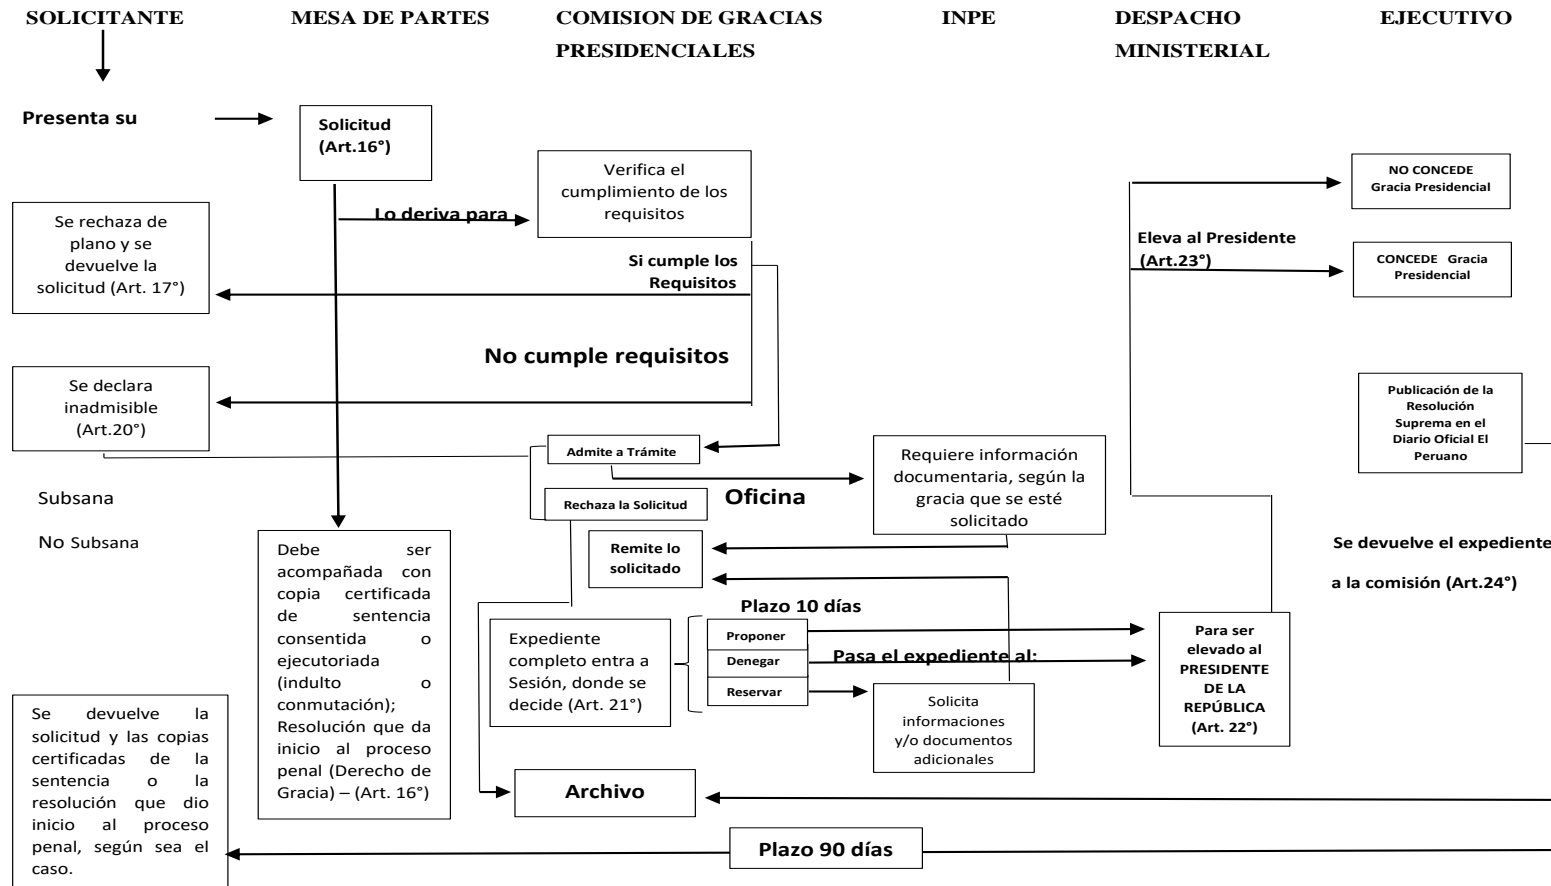 SOLICITANTE
MESA DE PARTES
COMISION DE GRACIAS
PRESIDENCIALES
INPE
DESPACHO
MINISTERIAL
EJECUTIVO
Presenta su
Solicitud
(Art.16°)
Lo deriva para
Verifica el
cumplimiento de los
requisitos
Se rechaza de
plano y se
devuelve la
solicitud (Art. 17°)
Si cumple los
Requisitos
No cumple requisitos
Se declara
inadmisible
(Art.20°)
Subsana
No Subsana
Admite a Trámite
Rechaza la Solicitud
Oficina
Requiere información
documentaria, según la
gracia que se esté
solicitado
Remite lo
solicitado
Plazo 10 días
Debe ser
acompañada con
copia certificada
de sentencia
consentida o
ejecutoriada
(indulto o
conmutación);
Resolución que da
inicio al proceso
penal (Derecho de
Gracia) – (Art. 16°)
Expediente
completo entra a
Sesión, donde se
decide (Art. 21°)
Proponer
Denegar
Reservar
Pasa el expediente al:
Solicita
informaciones
y/o documentos
adicionales
Para ser
elevado al
PRESIDENTE
DE LA
REPÚBLICA
(Art. 22°)
Eleva al Presidente
(Art.23°)
NO CONCEDE
Gracia Presidencial
CONCEDE Gracia
Presidencial
Publicación de la
Resolución
Suprema en el
Diario Oficial El
Peruano
Se devuelve el expediente
a la comisión (Art.24°)
Archivo
Plazo 90 días
Se devuelve la
solicitud y las copias
certificadas de la
sentencia o la
resolución que dio
inicio al proceso
penal, según sea el
caso.